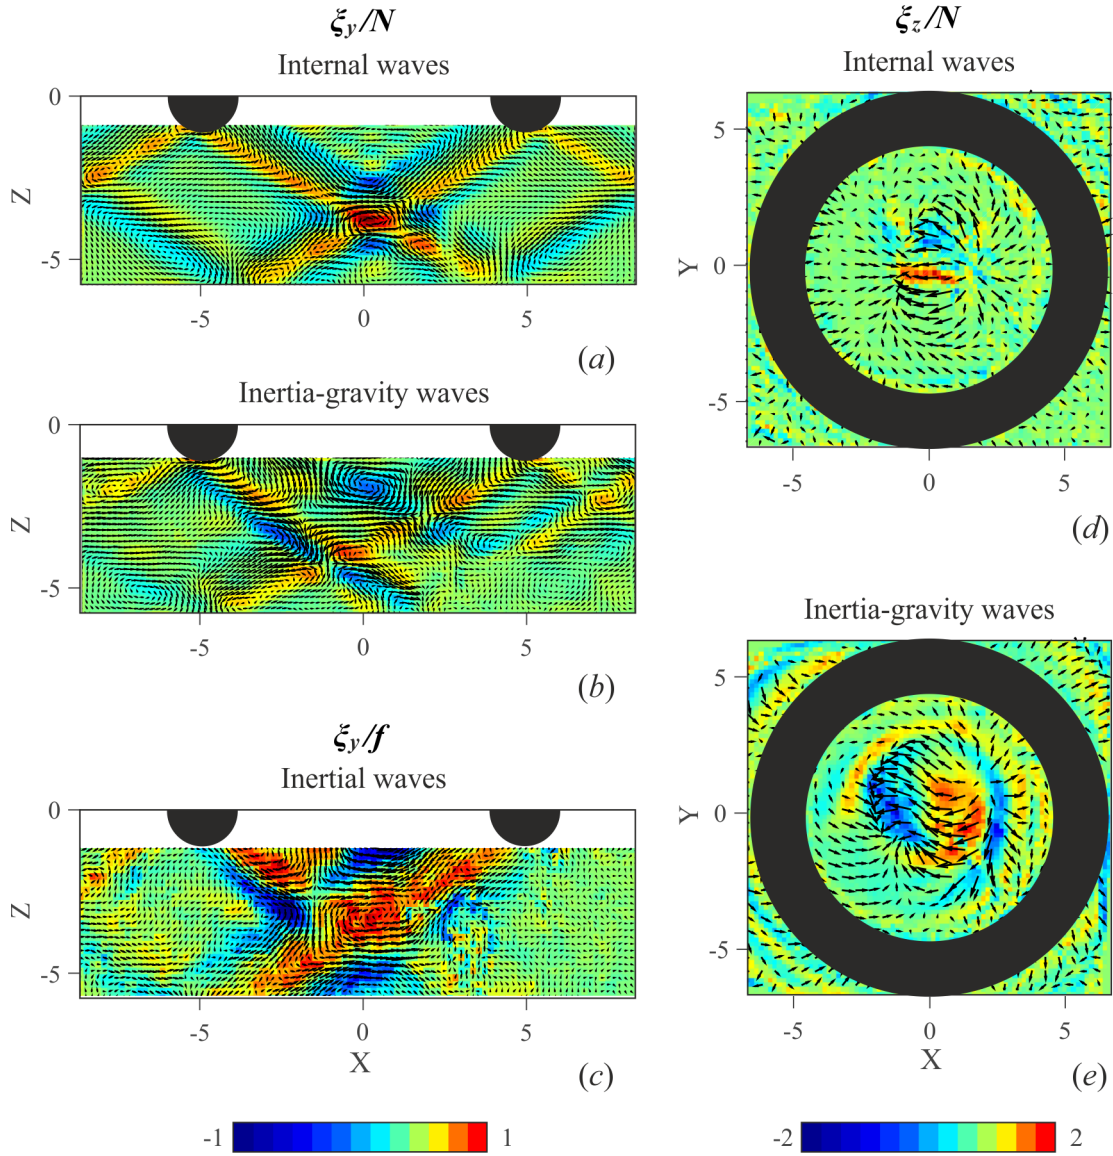 ξy/N
Internal waves
0
-5
Z
-5 0 5
(a)
Inertia-gravity waves
0
-5
Z
-5 0 5
(b)
ξy/f
Inertial waves
0
-5
Z
-5 0 5
X
(c)
-1 1
ξz/N
Internal waves
5
0
-5
Y
-5 0 5
(d)
Inertia-gravity waves
5
0
-5
Y
-5 0 5
X
(e)
-2 2